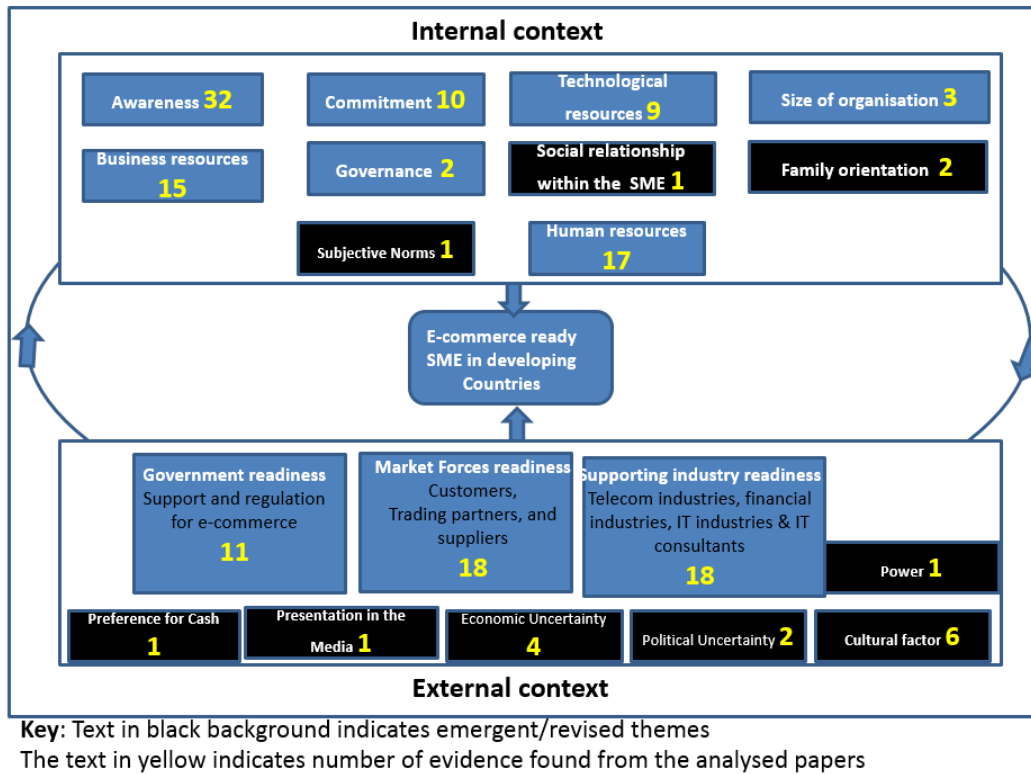 Internal context
Awareness 32
Commitment 10
Technological
resources 9
Size of organisation 3
Business resources
15
Governance 2
Social relationship
within the SME 1
Family orientation 2
Subjective Norms 1
Human resources
17
E-commerce ready
SME in developing
Countries
Government readiness
Support and regulation
for e-commerce
11
Market Forces readiness
Customers,
Trading partners, and
suppliers
18
Supporting industry readiness
Telecom industries, financial
industries, IT industries & IT
consultants
18
Power 1
Preference for Cash
1
Presentation in the
Media 1
Economic Uncertainty
4
Political Uncertainty 2
Cultural factor 6
External context
Key: Text in black background indicates emergent/revised themes
The text in yellow indicates number of evidence found from the analysed papers